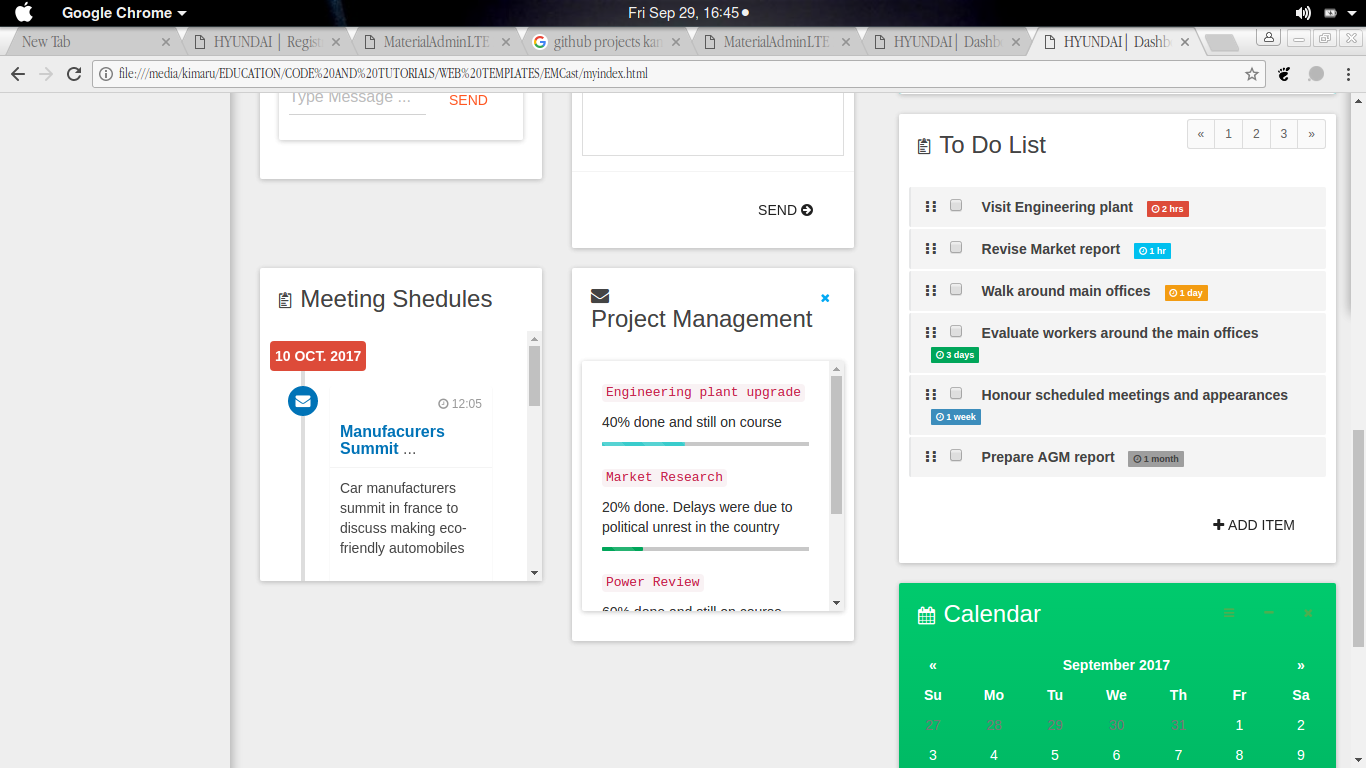 Google Chrome
Fri Sep 29, 16:45
New Tab
HYUNDAI | Regist
MaterialAdminLTE
github projects kan
MaterialAdminLTE
HYUNDAI | Dashb
HYUNDAI | Dashb
file:///media/kimaru/EDUCATION/CODE%20AND%20TUTORIALS/WEB%20TEMPLATES/EMCast/myindex.html
Type Message ...
SEND
SEND
Meeting Shedules
10 OCT. 2017
12:05
Manufacurers
Summit ...
Car manufacturers
summit in france to
discuss making eco-
friendly automobiles
Project Management
Engineering plant upgrade
40% done and still on course
Market Research
20% done. Delays were due to
political unrest in the country
Power Review
60% done and still on course
To Do List
« 1 2 3 »
Visit Engineering plant 2 hrs
Revise Market report 1 hr
Walk around main offices 1 day
Evaluate workers around the main offices
3 days
Honour scheduled meetings and appearances
1 week
Prepare AGM report 1 month
ADD ITEM
Calendar
« September 2017 »
Su Mo Tu We Th Fr Sa
27 28 29 30 31 1 2
3 4 5 6 7 8 9